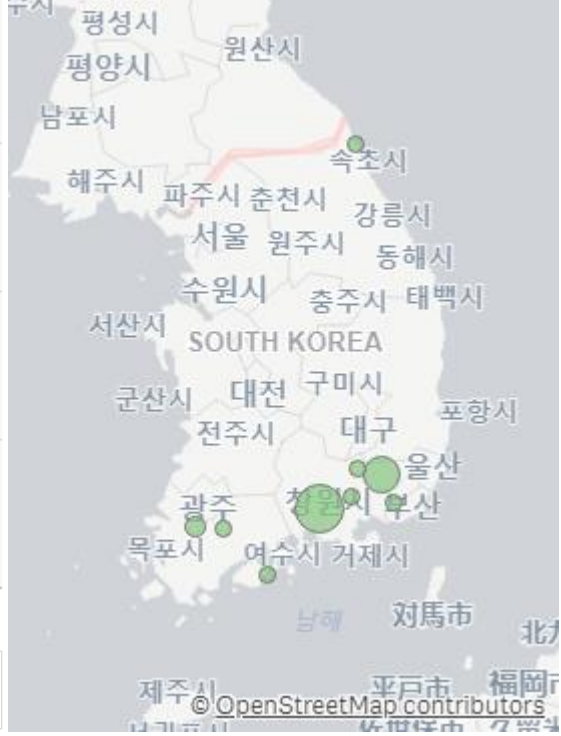 평성시
원산시
평양시
남포시
속초시
해주시
파주시 춘천시
강릉시
서울 원주시
동해시
수원시
충주시 태백시
서산시
SOUTH KOREA
구미시
군산시 대전
포항시
전주시 대구
울산
창원시 부산
광주
목포시 여수시 거제시
남해
対馬市
제주시 平戸市
© OpenStreetMap contributors